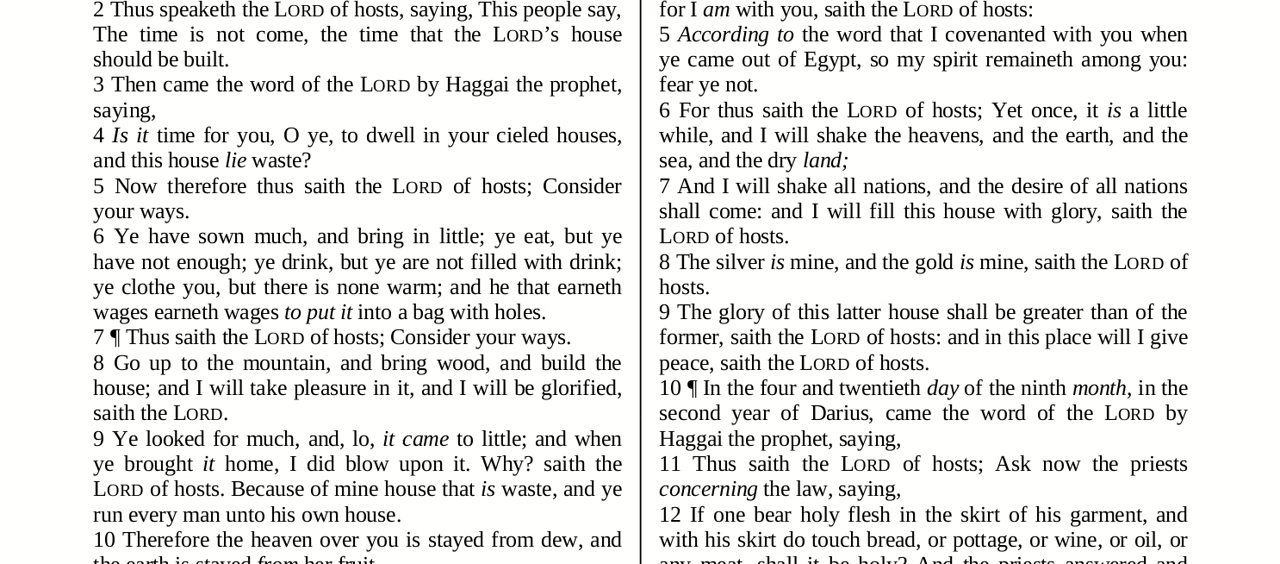 2 Thus speaketh the LORD of hosts, saying, This people say,
The time is not come, the time that the LORD’s house
should be built.
3 Then came the word of the LORD by Haggai the prophet,
saying,
4 Is it time for you, O ye, to dwell in your cieled houses,
and this house lie waste?
5 Now therefore thus saith the LORD of hosts; Consider
your ways.
6 Ye have sown much, and bring in little; ye eat, but ye
have not enough; ye drink, but ye are not filled with drink;
ye clothe you, but there is none warm; and he that earneth
wages earneth wages to put it into a bag with holes.
7 ¶ Thus saith the LORD of hosts; Consider your ways.
8 Go up to the mountain, and bring wood, and build the
house; and I will take pleasure in it, and I will be glorified,
saith the LORD.
9 Ye looked for much, and, lo, it came to little; and when
ye brought it home, I did blow upon it. Why? saith the
LORD of hosts. Because of mine house that is waste, and ye
run every man unto his own house.
10 Therefore the heaven over you is stayed from dew, and
the earth is stayed from her fruit.
for I am with you, saith the LORD of hosts:
5 According to the word that I covenanted with you when
ye came out of Egypt, so my spirit remaineth among you:
fear ye not.
6 For thus saith the LORD of hosts; Yet once, it is a little
while, and I will shake the heavens, and the earth, and the
sea, and the dry land;
7 And I will shake all nations, and the desire of all nations
shall come: and I will fill this house with glory, saith the
LORD of hosts.
8 The silver is mine, and the gold is mine, saith the LORD of
hosts.
9 The glory of this latter house shall be greater than of the
former, saith the LORD of hosts: and in this place will I give
peace, saith the LORD of hosts.
10 ¶ In the four and twentieth day of the ninth month, in the
second year of Darius, came the word of the LORD by
Haggai the prophet, saying,
11 Thus saith the LORD of hosts; Ask now the priests
concerning the law, saying,
12 If one bear holy flesh in the skirt of his garment, and
with his skirt do touch bread, or pottage, or wine, or oil, or
any meat, shall it be holy? And the priests answered and